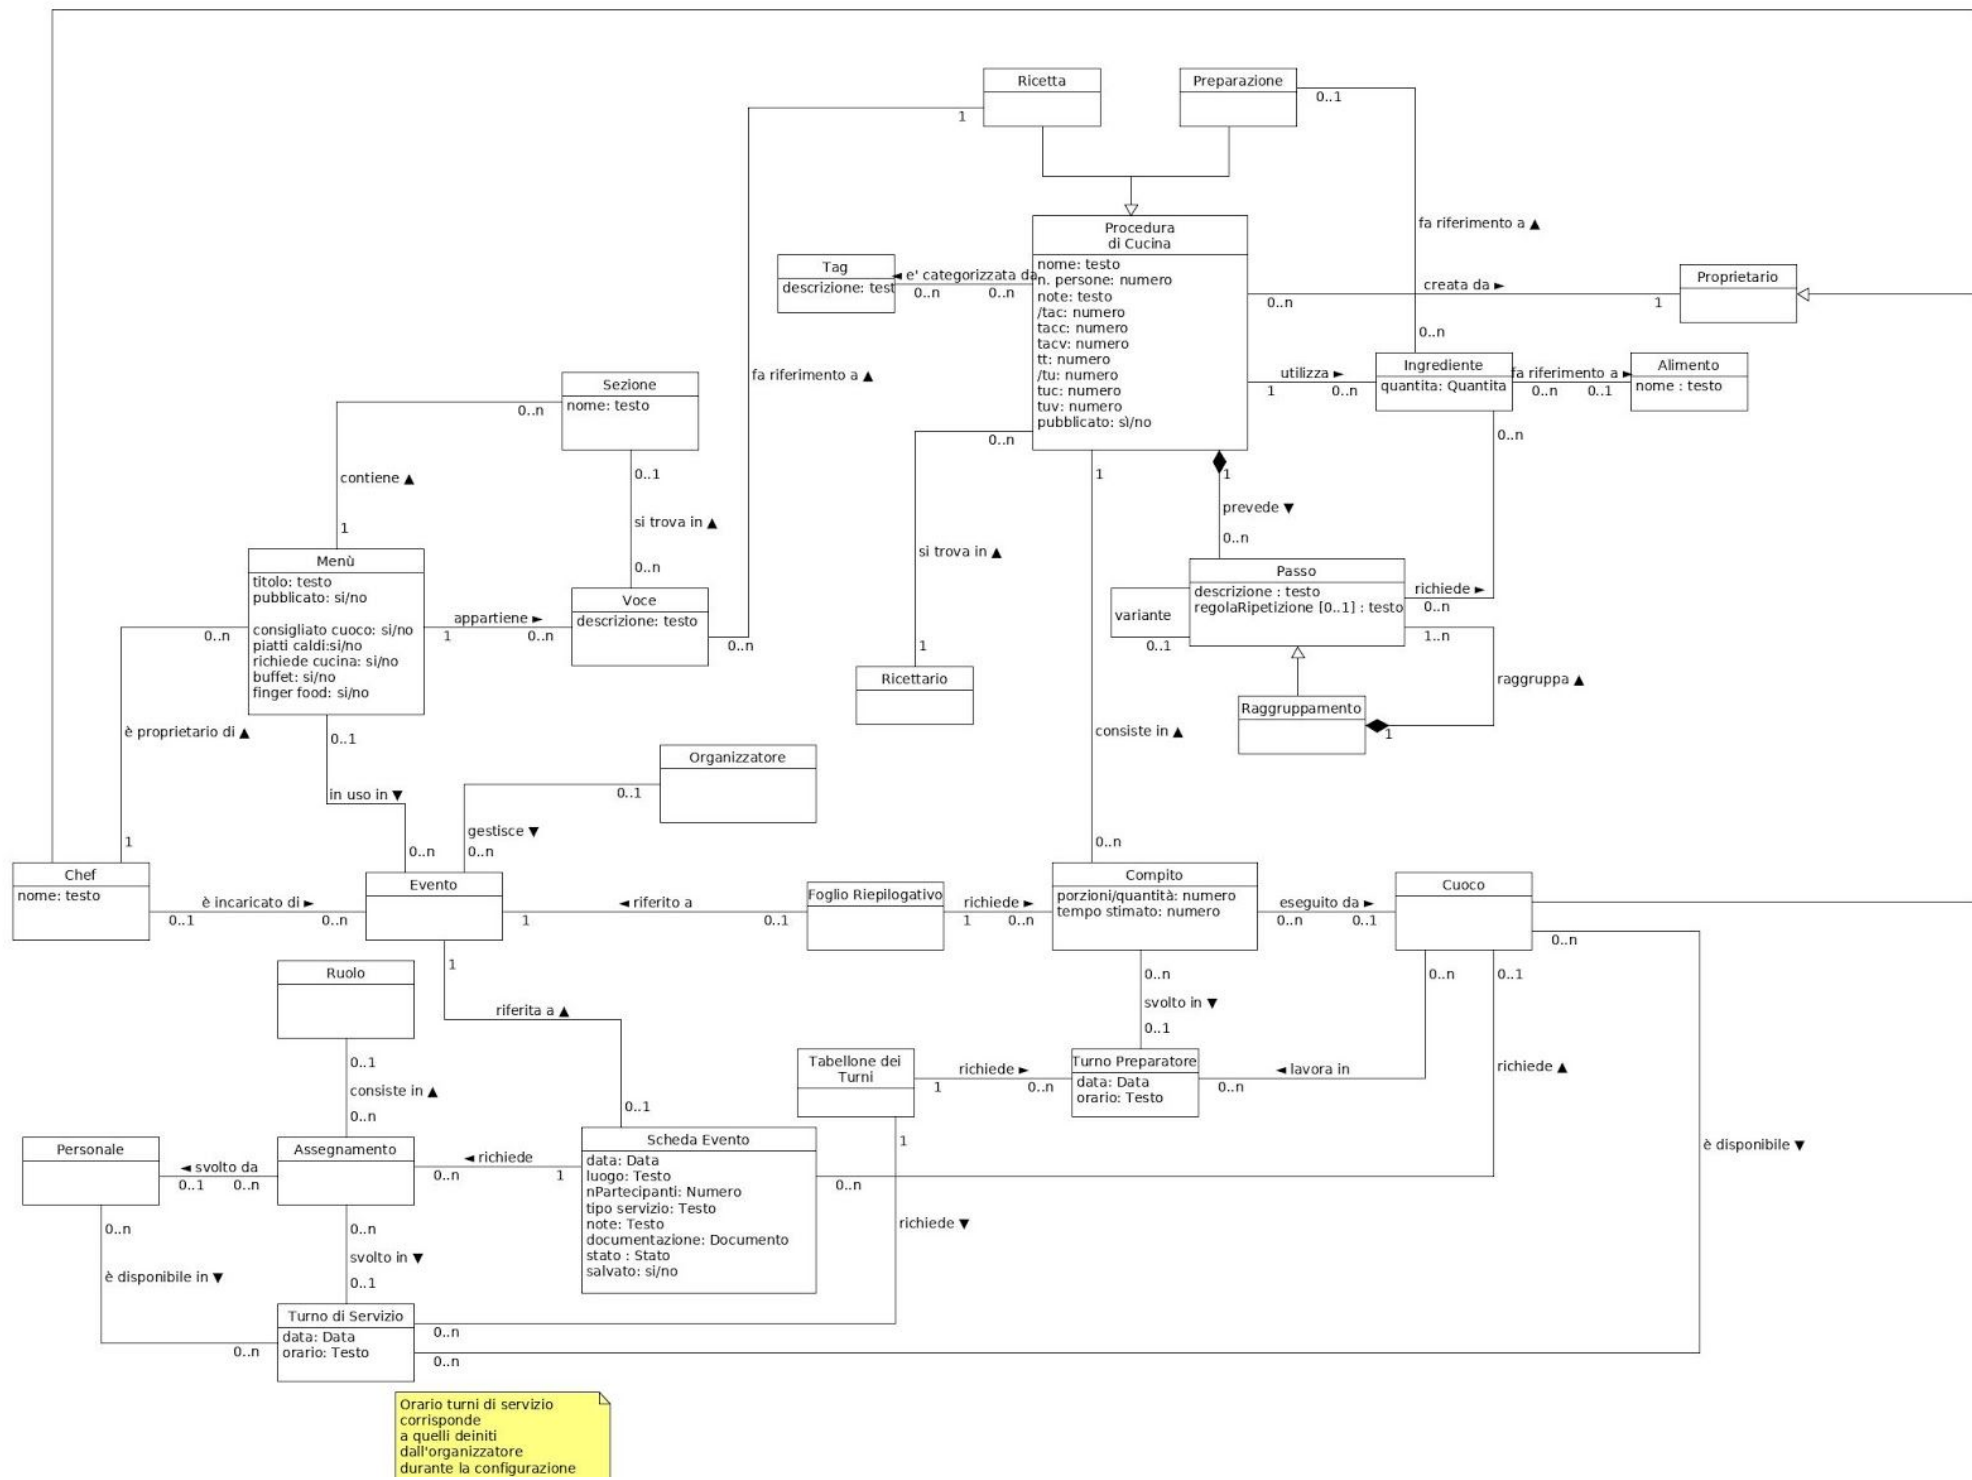 Ricetta
Preparazione
0..1
1
fa riferimento a ▲
Procedura
di Cucina
nome: testo
n. persone: numero
note: testo
/tac: numero
tacc: numero
tacv: numero
tt: numero
/tu: numero
tuc: numero
tuv: numero
pubblicato: sì/no
Tag
descrizione: test
◄ e' categorizzata da
0..n
0..n
Proprietario
creata da ►
0..n
1
0..n
Ingrediente
quantita: Quantita
utilizza ►
1
0..n
fa riferimento a ►
0..n
0..1
Alimento
nome : testo
fa riferimento a ▲
Sezione
nome: testo
0..n
0..n
0..n
contiene ▲
0..1
1
1
prevede ▼
si trova in ▲
1
0..n
si trova in ▲
0..n
Menù
titolo: testo
pubblicato: si/no
consigliato cuoco: si/no
piatti caldi:si/no
richiede cucina: si/no
buffet: si/no
finger food: si/no
Voce
descrizione: testo
appartiene ►
1
0..n
0..n
0..n
Passo
descrizione : testo
regolaRipetizione [0..1] : testo
variante
0..1
richiede ►
0..n
1..n
1
Ricettario
raggruppa ▲
Raggruppamento
1
è proprietario di ▲
0..1
consiste in ▲
Organizzatore
0..1
in uso in ▼
gestisce ▼
1
0..n
0..n
0..n
Chef
nome: testo
è incaricato di ►
0..1
0..n
Evento
◄ riferito a
1
0..1
Foglio Riepilogativo
richiede ►
1
0..n
Compito
porzioni/quantità: numero
tempo stimato: numero
eseguito da ►
0..n
0..1
Cuoco
0..n
Ruolo
1
0..n
0..n
0..1
riferita a ▲
svolto in ▼
0..1
0..1
Tabellone dei
Turni
richiede ►
1
0..n
Turno Preparatore
data: Data
orario: Testo
◄ lavora in
0..n
richiede ▲
consiste in ▲
0..n
0..1
1
è disponibile ▼
Personale
◄ svolto da
0..1
0..n
Assegnamento
◄ richiede
0..n
1
Scheda Evento
data: Data
luogo: Testo
nPartecipanti: Numero
tipo servizio: Testo
note: Testo
documentazione: Documento
stato : Stato
salvato: si/no
0..n
richiede ▼
0..n
0..n
svolto in ▼
è disponibile in ▼
0..1
Turno di Servizio
data: Data
orario: Testo
0..n
0..n
0..n
Orario turni di servizio
corrisponde
a quelli deiniti
dall'organizzatore
durante la configurazione